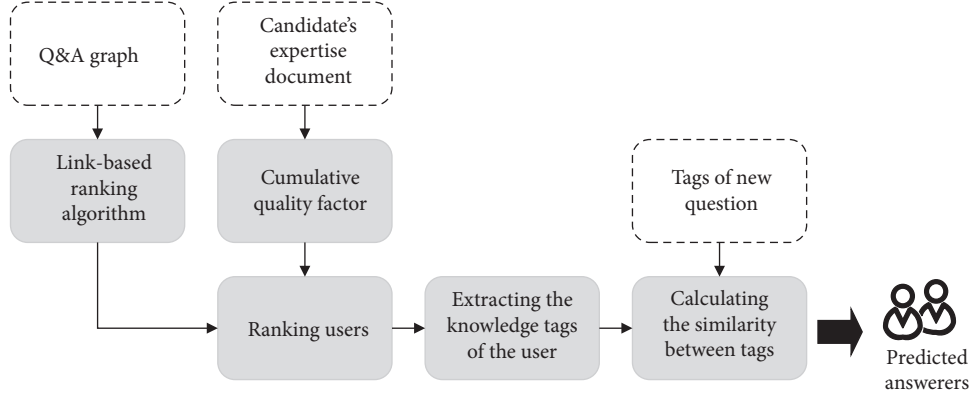 Q&A graph
Candidate's
expertise
document
Link-based
ranking
algorithm
Cumulative
quality factor
Tags of new
question
Ranking users
Extracting the
knowledge tags
of the user
Calculating
the similarity
between tags
Predicted
answerers